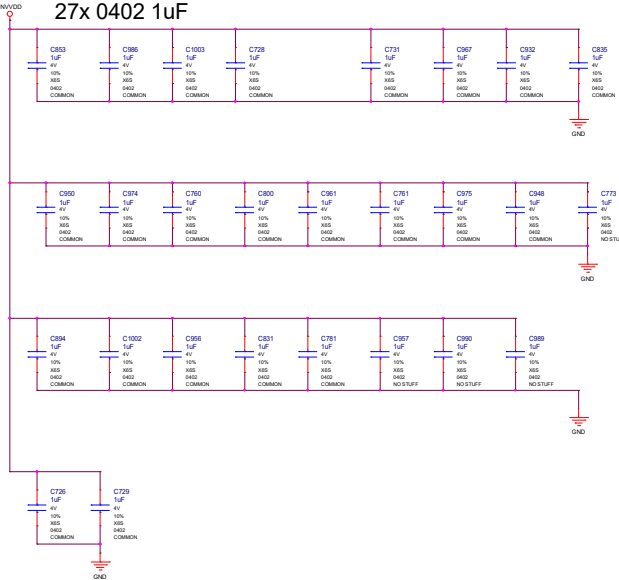 NVVDD
27x 0402 1uF
C853
1uF
4V
10%
X6S
0402
COMMON
C986
1uF
4V
10%
X6S
0402
COMMON
C1003
1uF
4V
10%
X6S
0402
COMMON
C728
1uF
4V
10%
X6S
0402
COMMON
C731
1uF
4V
10%
X6S
0402
COMMON
C967
1uF
4V
10%
X6S
0402
COMMON
C932
1uF
4V
10%
X6S
0402
COMMON
C835
1uF
4V
10%
X6S
0402
COMMON
GND
C950
1uF
4V
10%
X6S
0402
COMMON
C974
1uF
4V
10%
X6S
0402
COMMON
C760
1uF
4V
10%
X6S
0402
COMMON
C800
1uF
4V
10%
X6S
0402
COMMON
C961
1uF
4V
10%
X6S
0402
COMMON
C761
1uF
4V
10%
X6S
0402
COMMON
C975
1uF
4V
10%
X6S
0402
COMMON
C948
1uF
4V
10%
X6S
0402
COMMON
C773
1uF
4V
10%
X6S
0402
NO STU
GND
C894
1uF
4V
10%
X6S
0402
COMMON
C1002
1uF
4V
10%
X6S
0402
COMMON
C956
1uF
4V
10%
X6S
0402
COMMON
C831
1uF
4V
10%
X6S
0402
COMMON
C781
1uF
4V
10%
X6S
0402
COMMON
C957
1uF
4V
10%
X6S
0402
NO STUFF
C990
1uF
4V
10%
X6S
0402
NO STUFF
C989
1uF
4V
10%
X6S
0402
NO STUFF
GND
C726
1uF
4V
10%
X6S
0402
COMMON
C729
1uF
4V
10%
X6S
0402
COMMON
GND